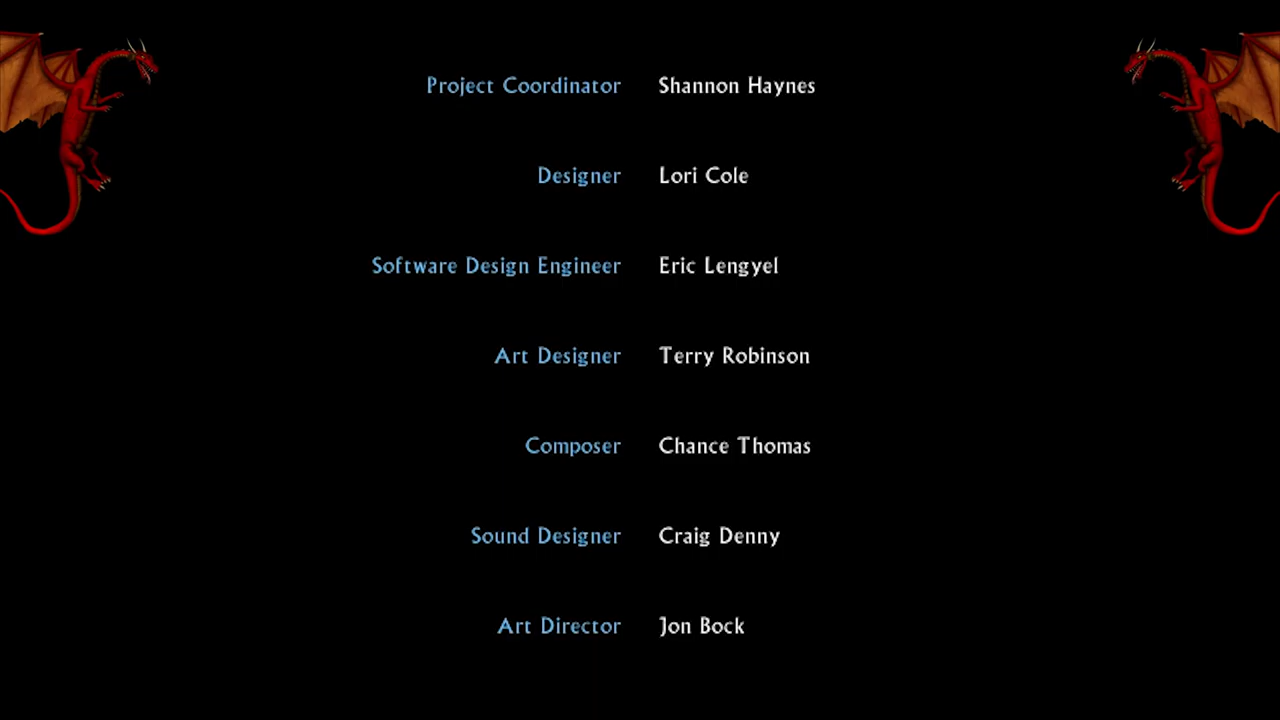 Project Coordinator Shannon Haynes
Designer Lori Cole
Software Design Engineer Eric Lengyel
Art Designer Terry Robinson
Composer Chance Thomas
Sound Designer Craig Denny
Art Director Jon Bock